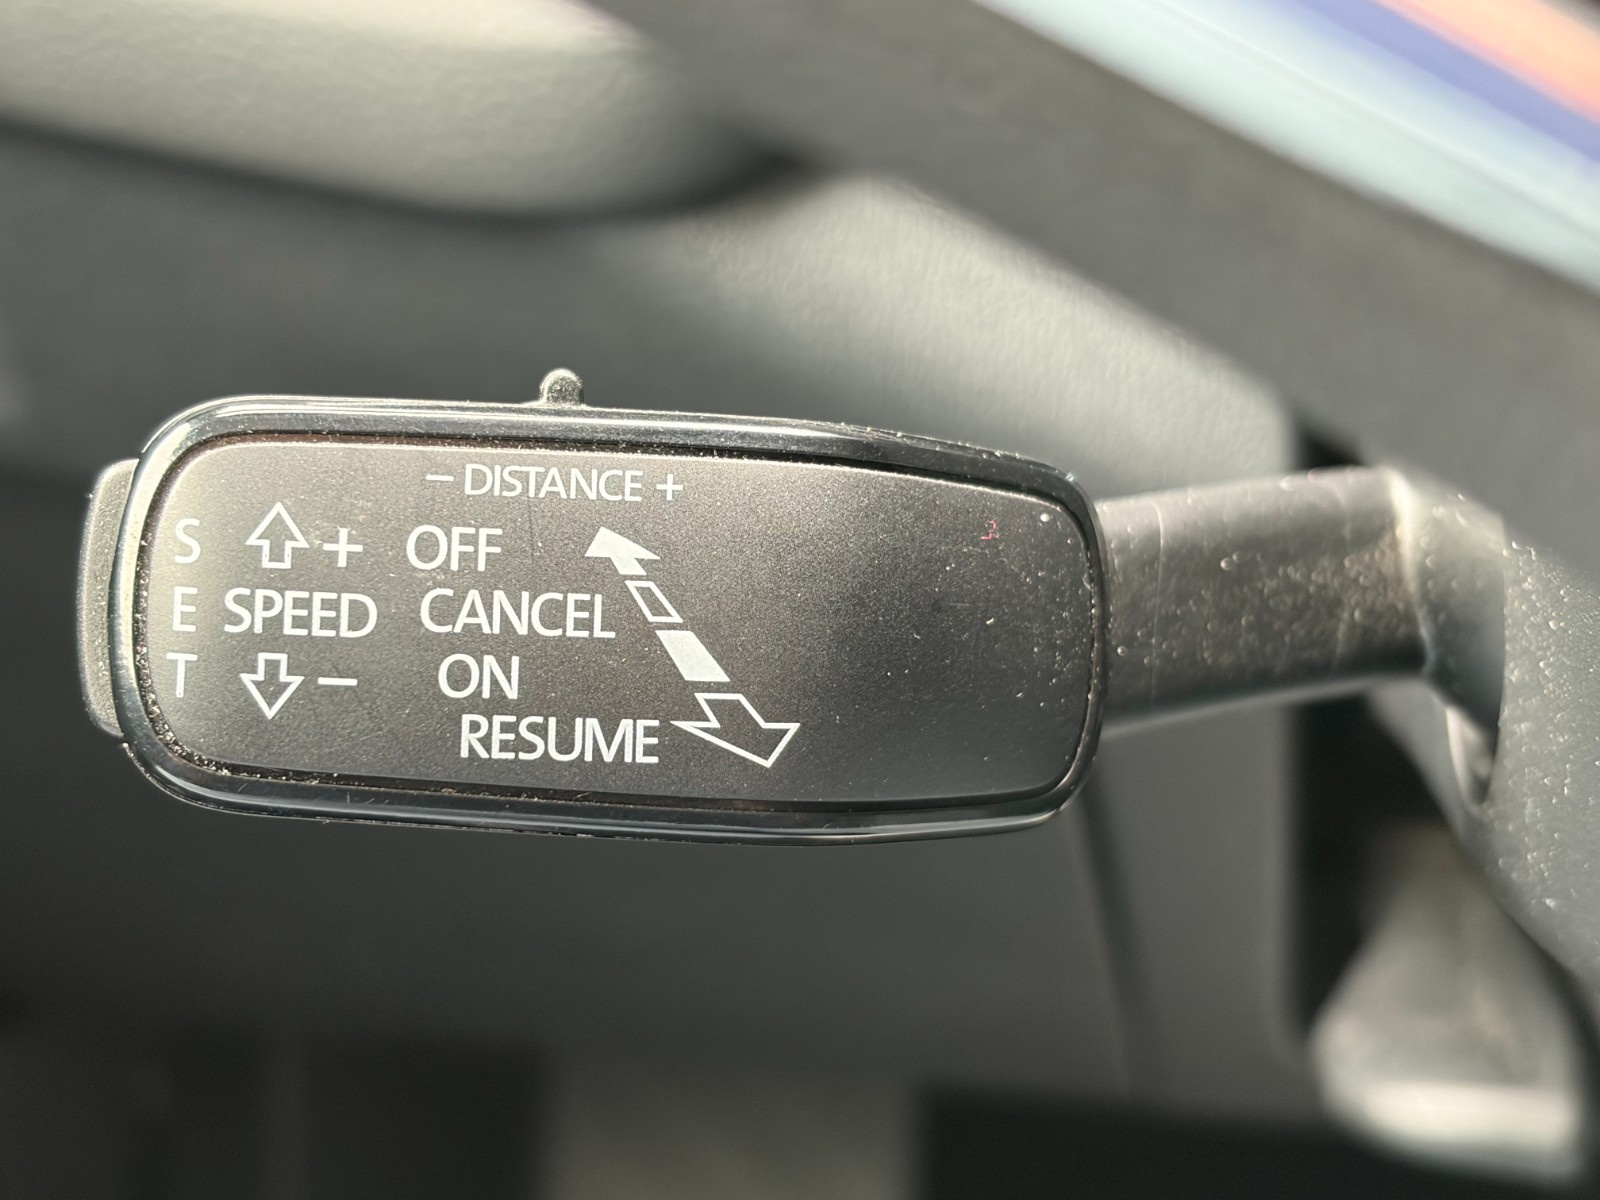 − DISTANCE +
S + OFF
E SPEED CANCEL
T − ON
RESUME